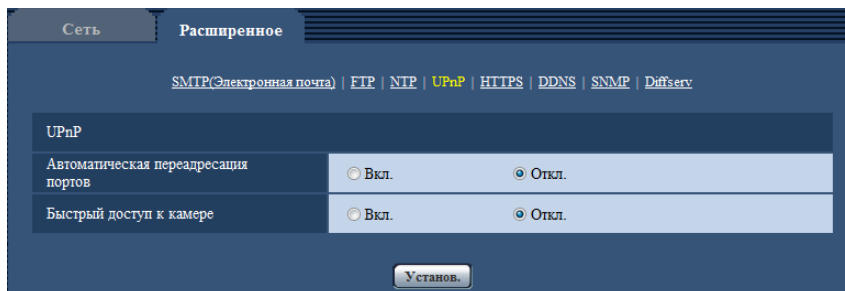 Сеть Расширенное
SMTP(Электронная почта) | FTP | NTP | UPnP | HTTPS | DDNS | SNMP | Diffserv
UPnP
Автоматическая переадресация
портов
Вкл. Откл.
Быстрый доступ к камере Вкл. Откл.
Установ.